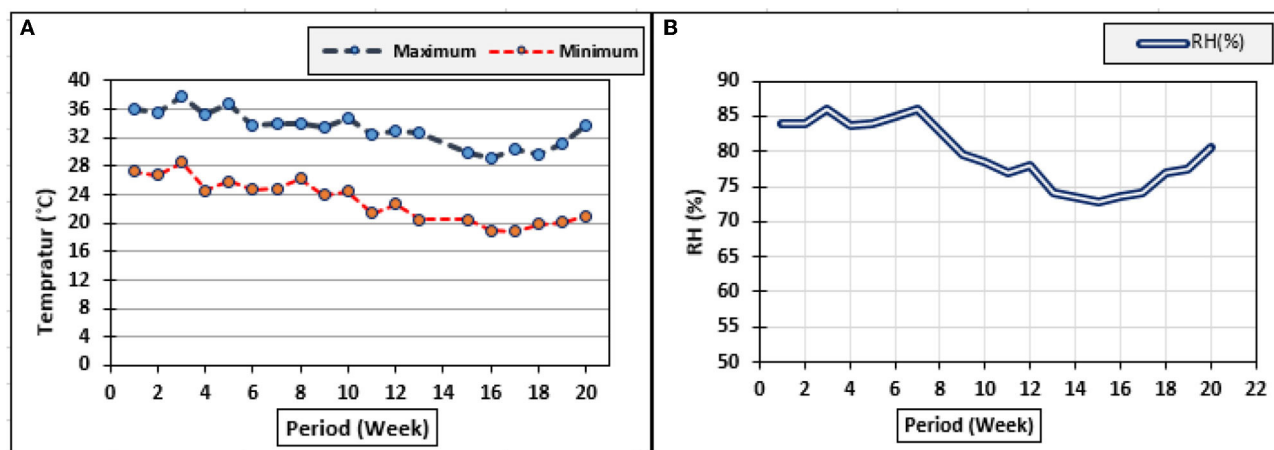 A
Maximum Minimum
40
36
32
28
24
20
16
12
8
4
0
Tempratur (°C)
0 2 4 6 8 10 12 14 16 18 20
Period (Week)
B
RH(%)
90
85
80
75
70
65
60
55
50
RH (%)
0 2 4 6 8 10 12 14 16 18 20 22
Period (Week)